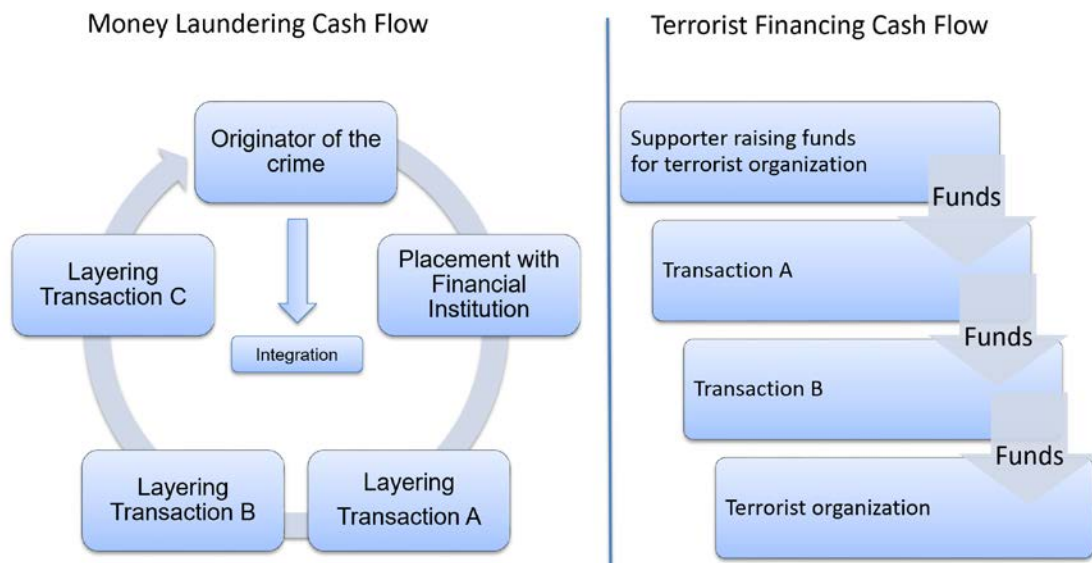 Money Laundering Cash Flow
Originator of the
crime
Placement with
Financial
Institution
Layering
Transaction A
Layering
Transaction B
Layering
Transaction C
Integration
Terrorist Financing Cash Flow
Supporter raising funds
for terrorist organization
Funds
Transaction A
Funds
Transaction B
Funds
Terrorist organization